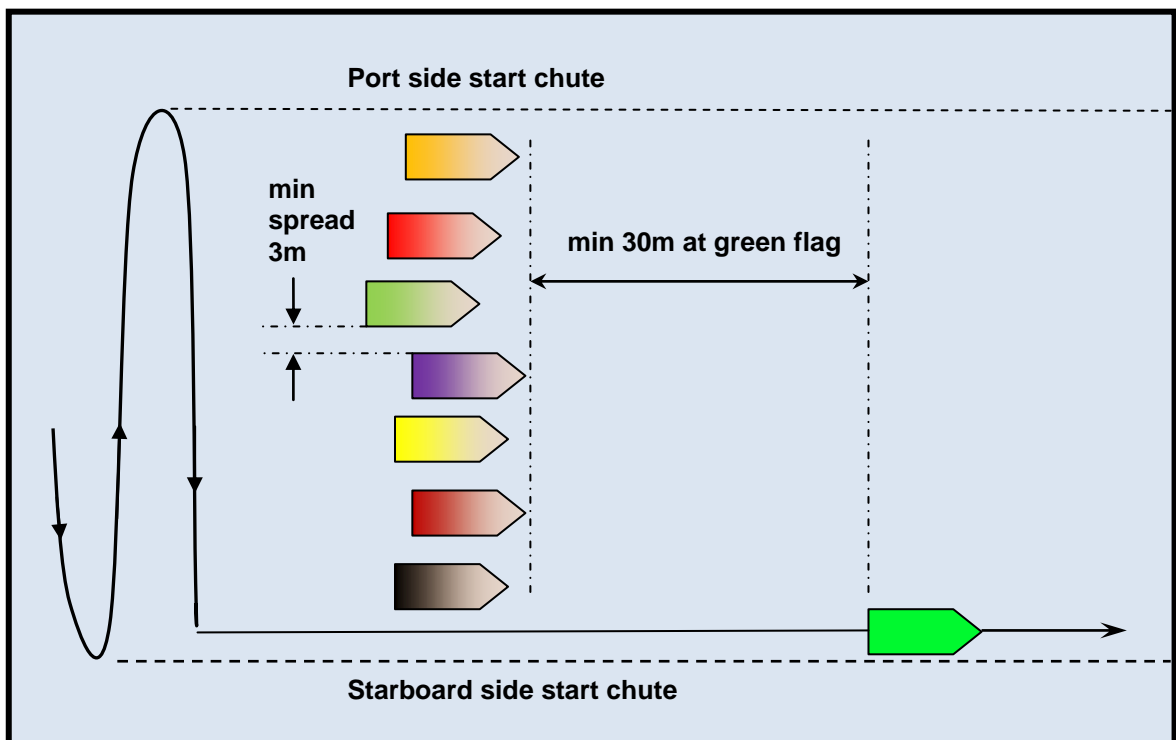 Port side start chute
min
spread
3m
min 30m at green flag
Starboard side start chute